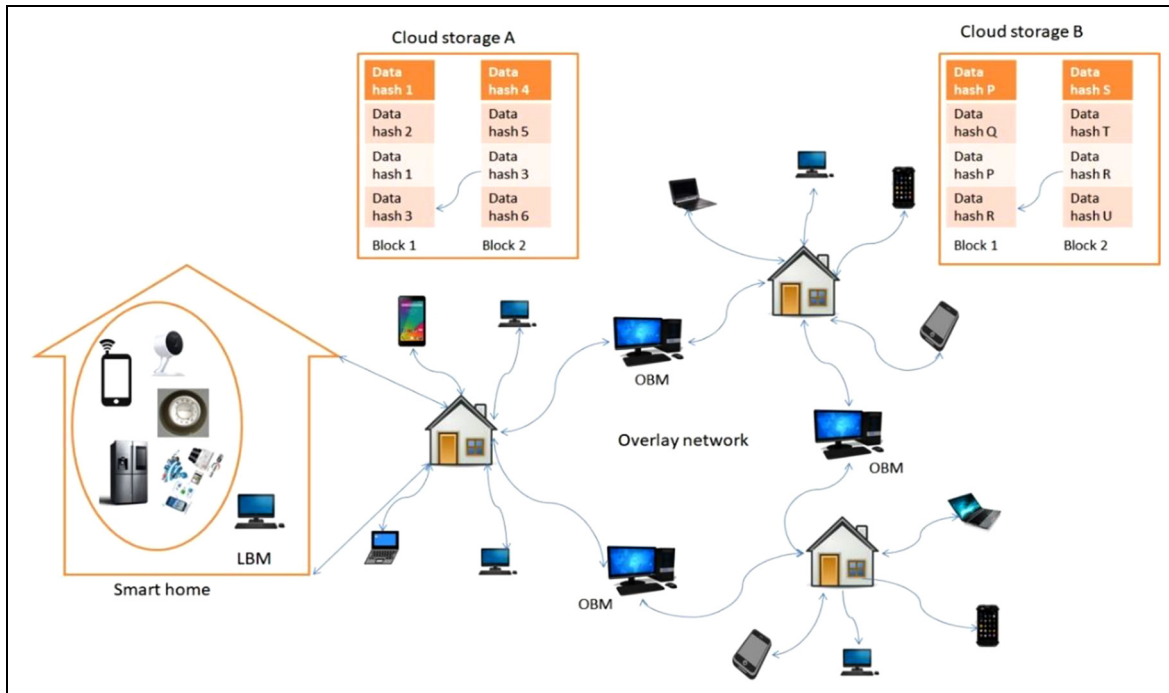 Cloud storage A
Data
hash 1
Data
hash 4
Data
hash 2
Data
hash 5
Data
hash 1
Data
hash 3
Data
hash 3
Data
hash 6
Block 1
Block 2
Cloud storage B
Data
hash P
Data
hash S
Data
hash Q
Data
hash T
Data
hash P
Data
hash R
Data
hash R
Data
hash U
Block 1
Block 2
OBM
Overlay network
OBM
LBM
Smart home
OBM